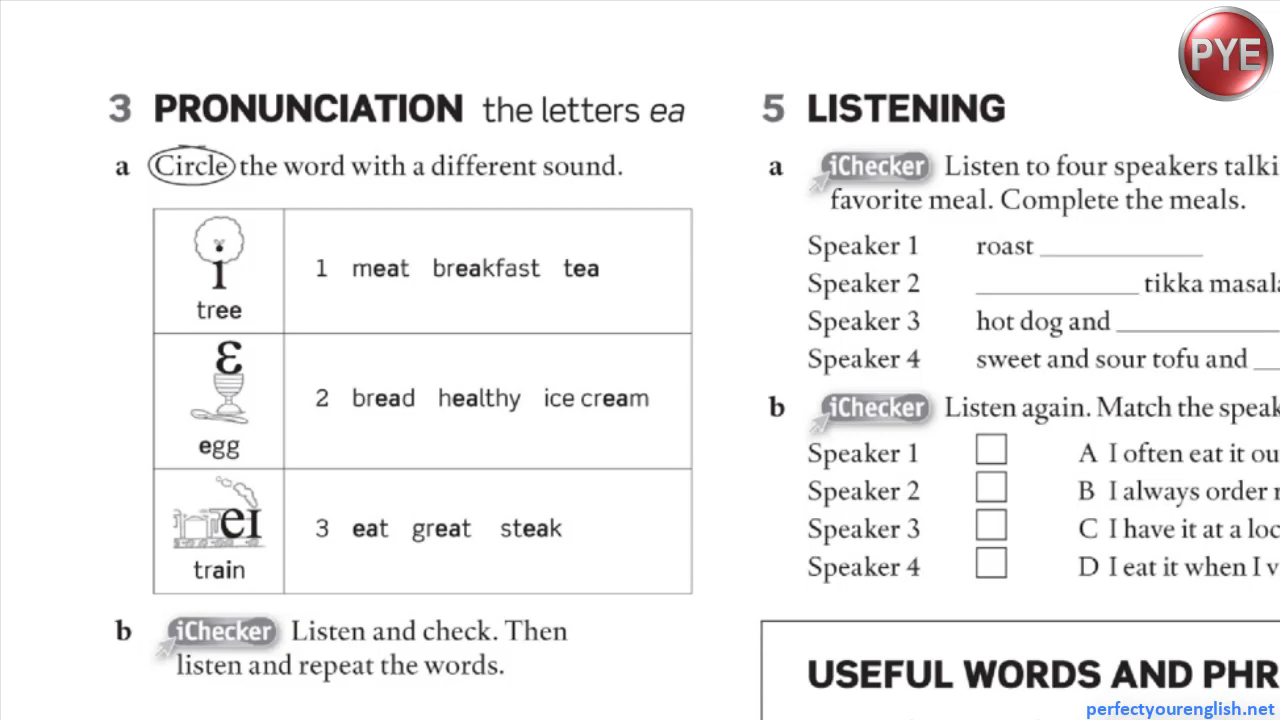 PYE
3 PRONUNCIATION the letters ea
a Circle the word with a different sound.
i
tree
1 meat breakfast tea
ɛ
egg
2 bread healthy ice cream
eɪ
train
3 eat great steak
b iChecker Listen and check. Then
listen and repeat the words.
5 LISTENING
a iChecker Listen to four speakers talki
favorite meal. Complete the meals.
Speaker 1 roast ____________
Speaker 2 ____________ tikka masala
Speaker 3 hot dog and ____________
Speaker 4 sweet and sour tofu and __
b iChecker Listen again. Match the speak
Speaker 1 A I often eat it ou
Speaker 2 B I always order
Speaker 3 C I have it at a loc
Speaker 4 D I eat it when I v
USEFUL WORDS AND PHR
perfectyourenglish.net